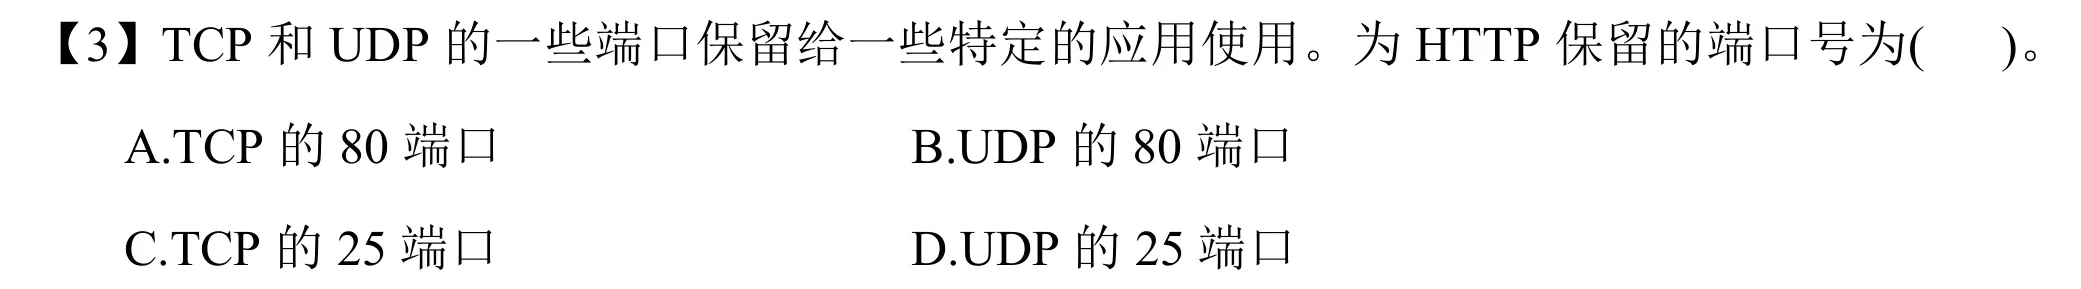 【3】TCP 和 UDP 的一些端口保留给一些特定的应用使用。为 HTTP 保留的端口号为(    )。
A.TCP 的 80 端口    B.UDP 的 80 端口
C.TCP 的 25 端口    D.UDP 的 25 端口